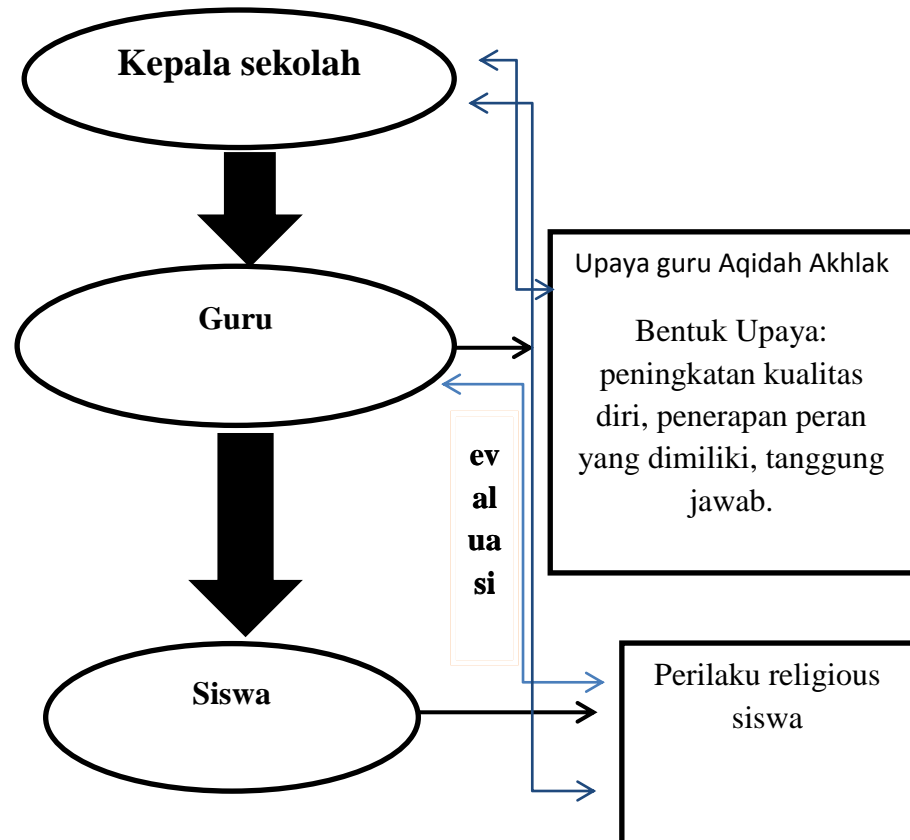 Kepala sekolah
Guru
Upaya guru Aqidah Akhlak
Bentuk Upaya:
peningkatan kualitas
diri, penerapan peran
yang dimiliki, tanggung
jawab.
ev
al
ua
si
Siswa
Perilaku religious
siswa